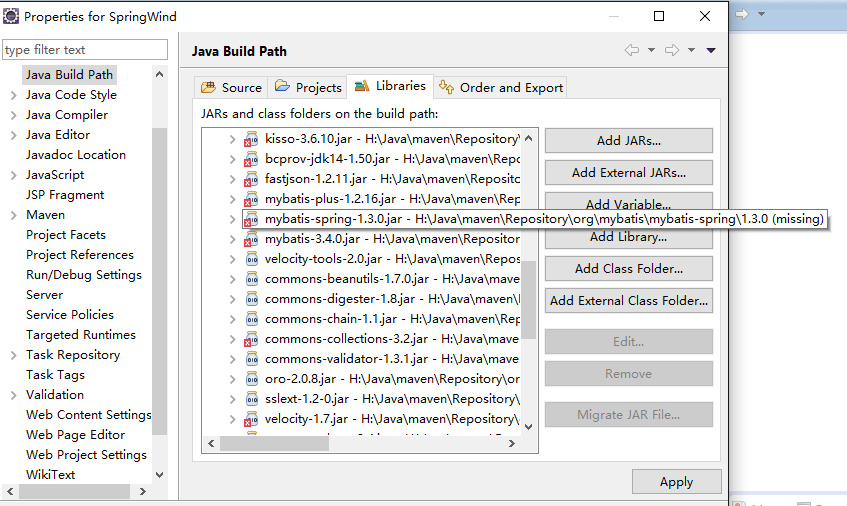 Properties for SpringWind
type filter text
Java Build Path
Java Code Style
Java Compiler
Java Editor
Javadoc Location
JavaScript
JSP Fragment
Maven
Project Facets
Project References
Run/Debug Settings
Server
Service Policies
Targeted Runtimes
Task Repository
Task Tags
Validation
Web Content Settings
Web Page Editor
Web Project Settings
WikiText
Java Build Path
Source
Projects
Libraries
Order and Export
JARs and class folders on the build path:
kisso-3.6.10.jar - H:\Java\maven\Repository\
bcprov-jdk14-1.50.jar - H:\Java\maven\Repo
fastjson-1.2.11.jar - H:\Java\maven\Reposit
mybatis-plus-1.2.16.jar - H:\Java\maven\Re
mybatis-spring-1.3.0.jar - H:\Java\maven\Repository\org\mybatis\mybatis-spring\1.3.0 (missing)
mybatis-3.4.0.jar - H:\Java\maven\Repositor
velocity-tools-2.0.jar - H:\Java\maven\Repos
commons-beanutils-1.7.0.jar - H:\Java\mave
commons-digester-1.8.jar - H:\Java\maven\
commons-chain-1.1.jar - H:\Java\maven\Rep
commons-collections-3.2.jar - H:\Java\mave
commons-validator-1.3.1.jar - H:\Java\mave
oro-2.0.8.jar - H:\Java\maven\Repository\or
sslext-1.2-0.jar - H:\Java\maven\Repository\
velocity-1.7.jar - H:\Java\maven\Repository\
Add JARs...
Add External JARs...
Add Variable...
Add Library...
Add Class Folder...
Add External Class Folder...
Edit...
Remove
Migrate JAR File...
Apply